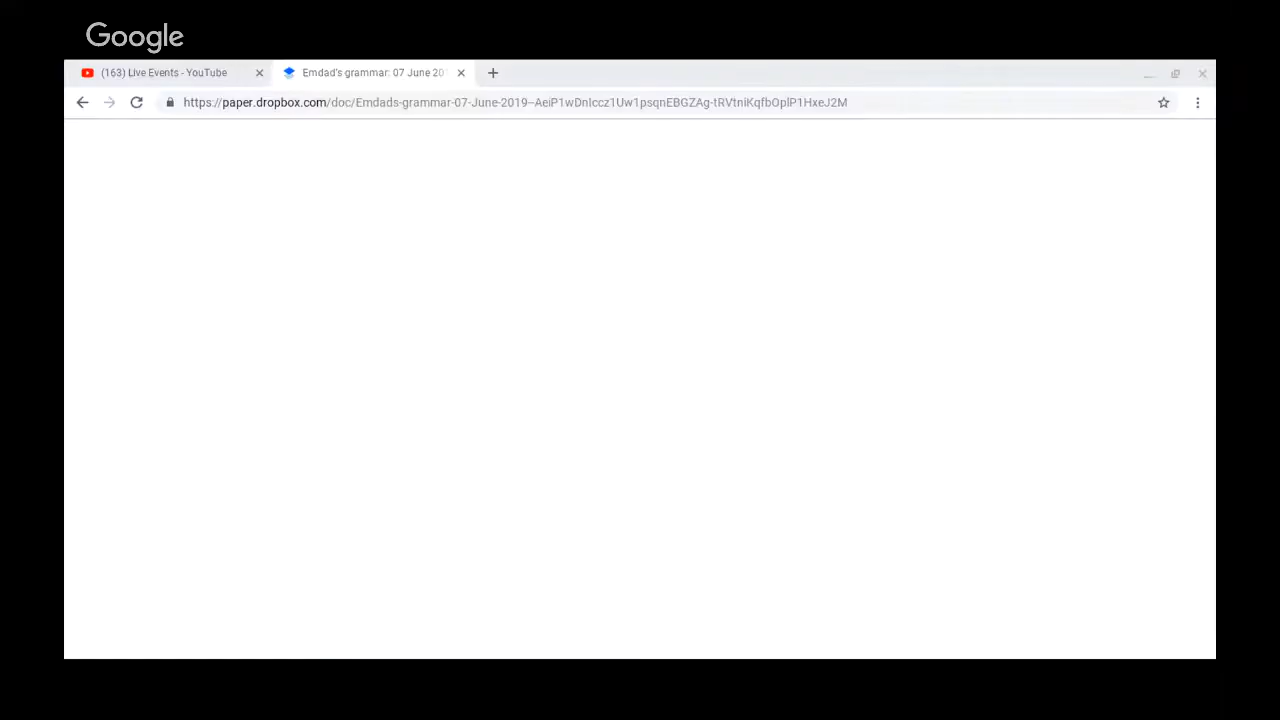 Google
(163) Live Events - YouTube
Emdad's grammar: 07 June 20
https://paper.dropbox.com/doc/Emdads-grammar-07-June-2019--AeiP1wDnIccz1Uw1psqnEBGZAg-tRVtniKqfbOplP1HxeJ2M